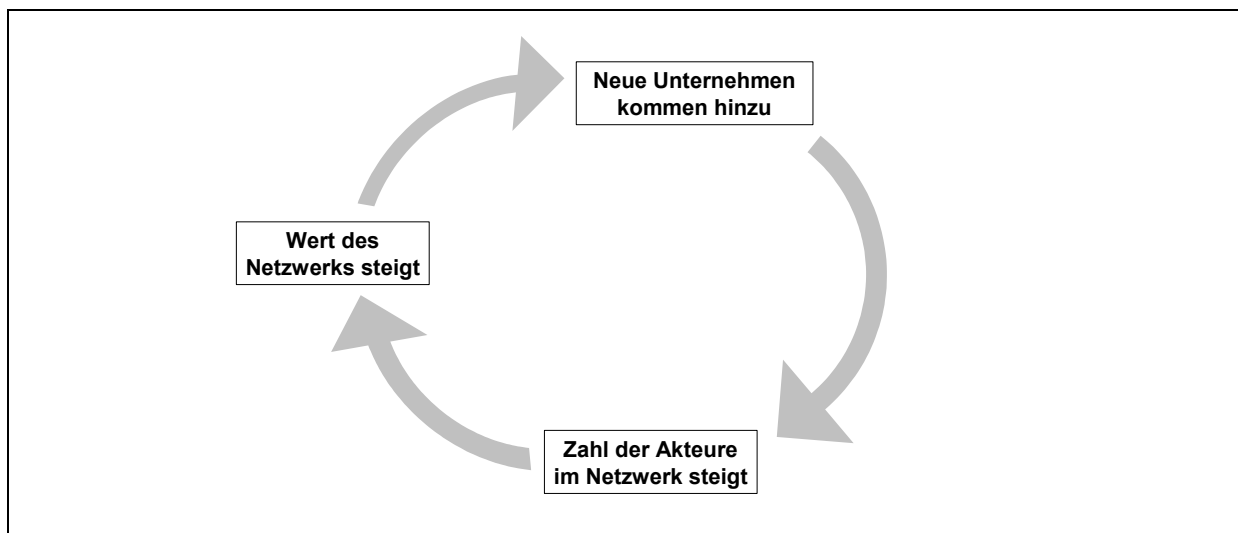 Neue Unternehmen
kommen hinzu
Wert des
Netzwerks steigt
Zahl der Akteure
im Netzwerk steigt